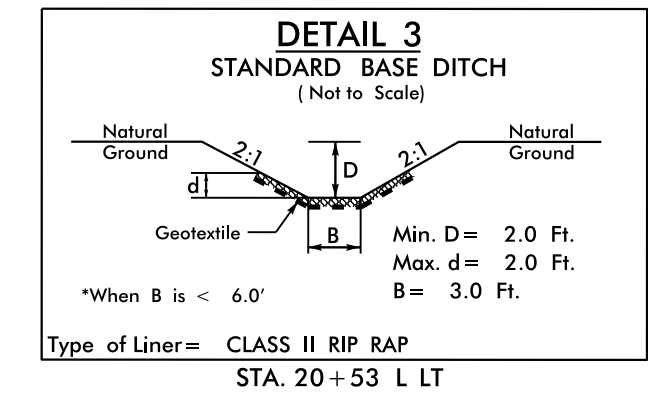 DETAIL 3
STANDARD BASE DITCH
( Not to Scale)
Natural
Ground
2:1
D
2:1
Natural
Ground
d
Geotextile
B
Min. D= 2.0 Ft.
Max. d= 2.0 Ft.
B= 3.0 Ft.
*When B is < 6.0'
Type of Liner= CLASS II RIP RAP
STA. 20+53 L LT